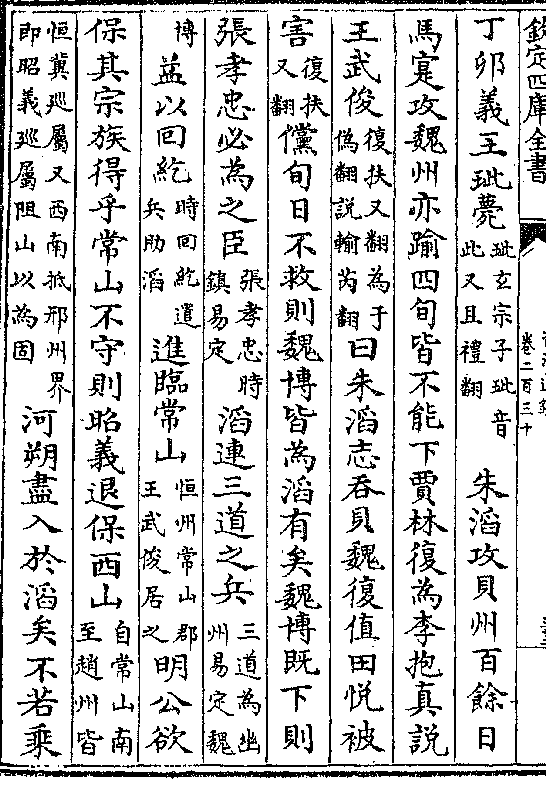 欽定四庫全書
卷二百三十
丁卯義王玼薨玼玄宗子玼音此又且禮翻朱滔攻貝州百餘日
馬寔攻魏州亦踰四旬皆不能下賈林復為李抱真説
王武俊復扶又翻為于偽翻説輸芮翻曰朱滔志吞貝魏復值田悦被
害復扶又翻儻旬日不救則魏博皆為滔有矣魏博既下則
張孝忠必為之臣張孝忠時鎮易定滔連三道之兵三道為幽州易定魏
博益以回紇時回紇遣兵助滔進臨常山恒州常山郡王武俊居之明公欲
保其宗族得乎常山不守則昭義退保西山自常山南至趙州皆
恒冀廵屬又西南抵邢州界即昭義廵屬阻山以為固河朔盡入於滔矣不若乘